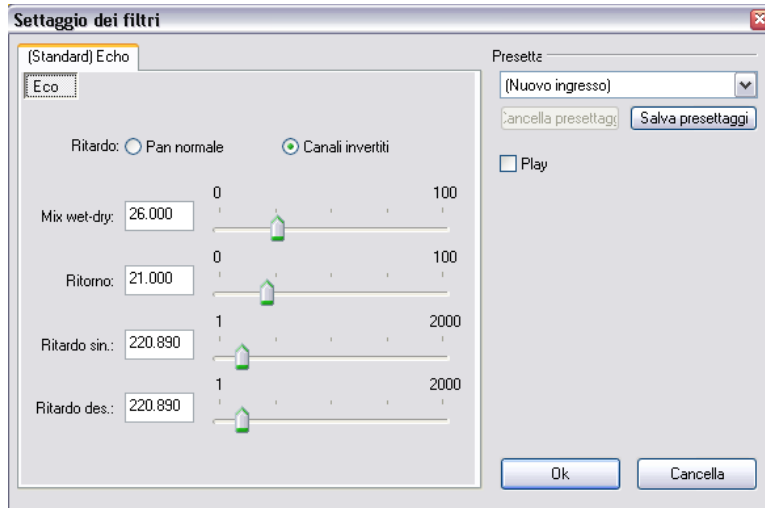 Settaggio dei filtri
(Standard) Echo
Eco
Ritardo: Pan normale Canali invertiti
0 100
Mix wet-dry: 26.000
0 100
Ritorno: 21.000
1 2000
Ritardo sin.: 220.890
1 2000
Ritardo des.: 220.890
Presetta
(Nuovo ingresso)
Cancella presettagg Salva presettaggi
Play
Ok Cancella